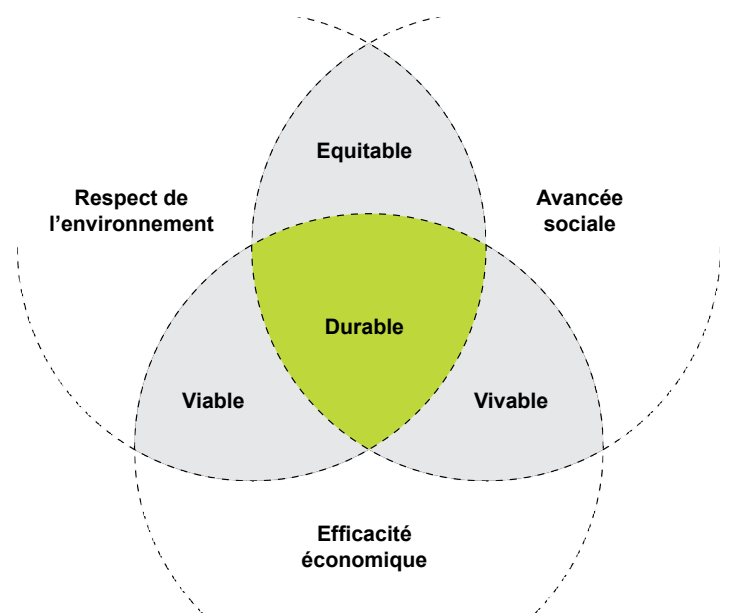 Equitable
Respect de
l’environnement
Avancée
sociale
Durable
Viable
Vivable
Efficacité
économique